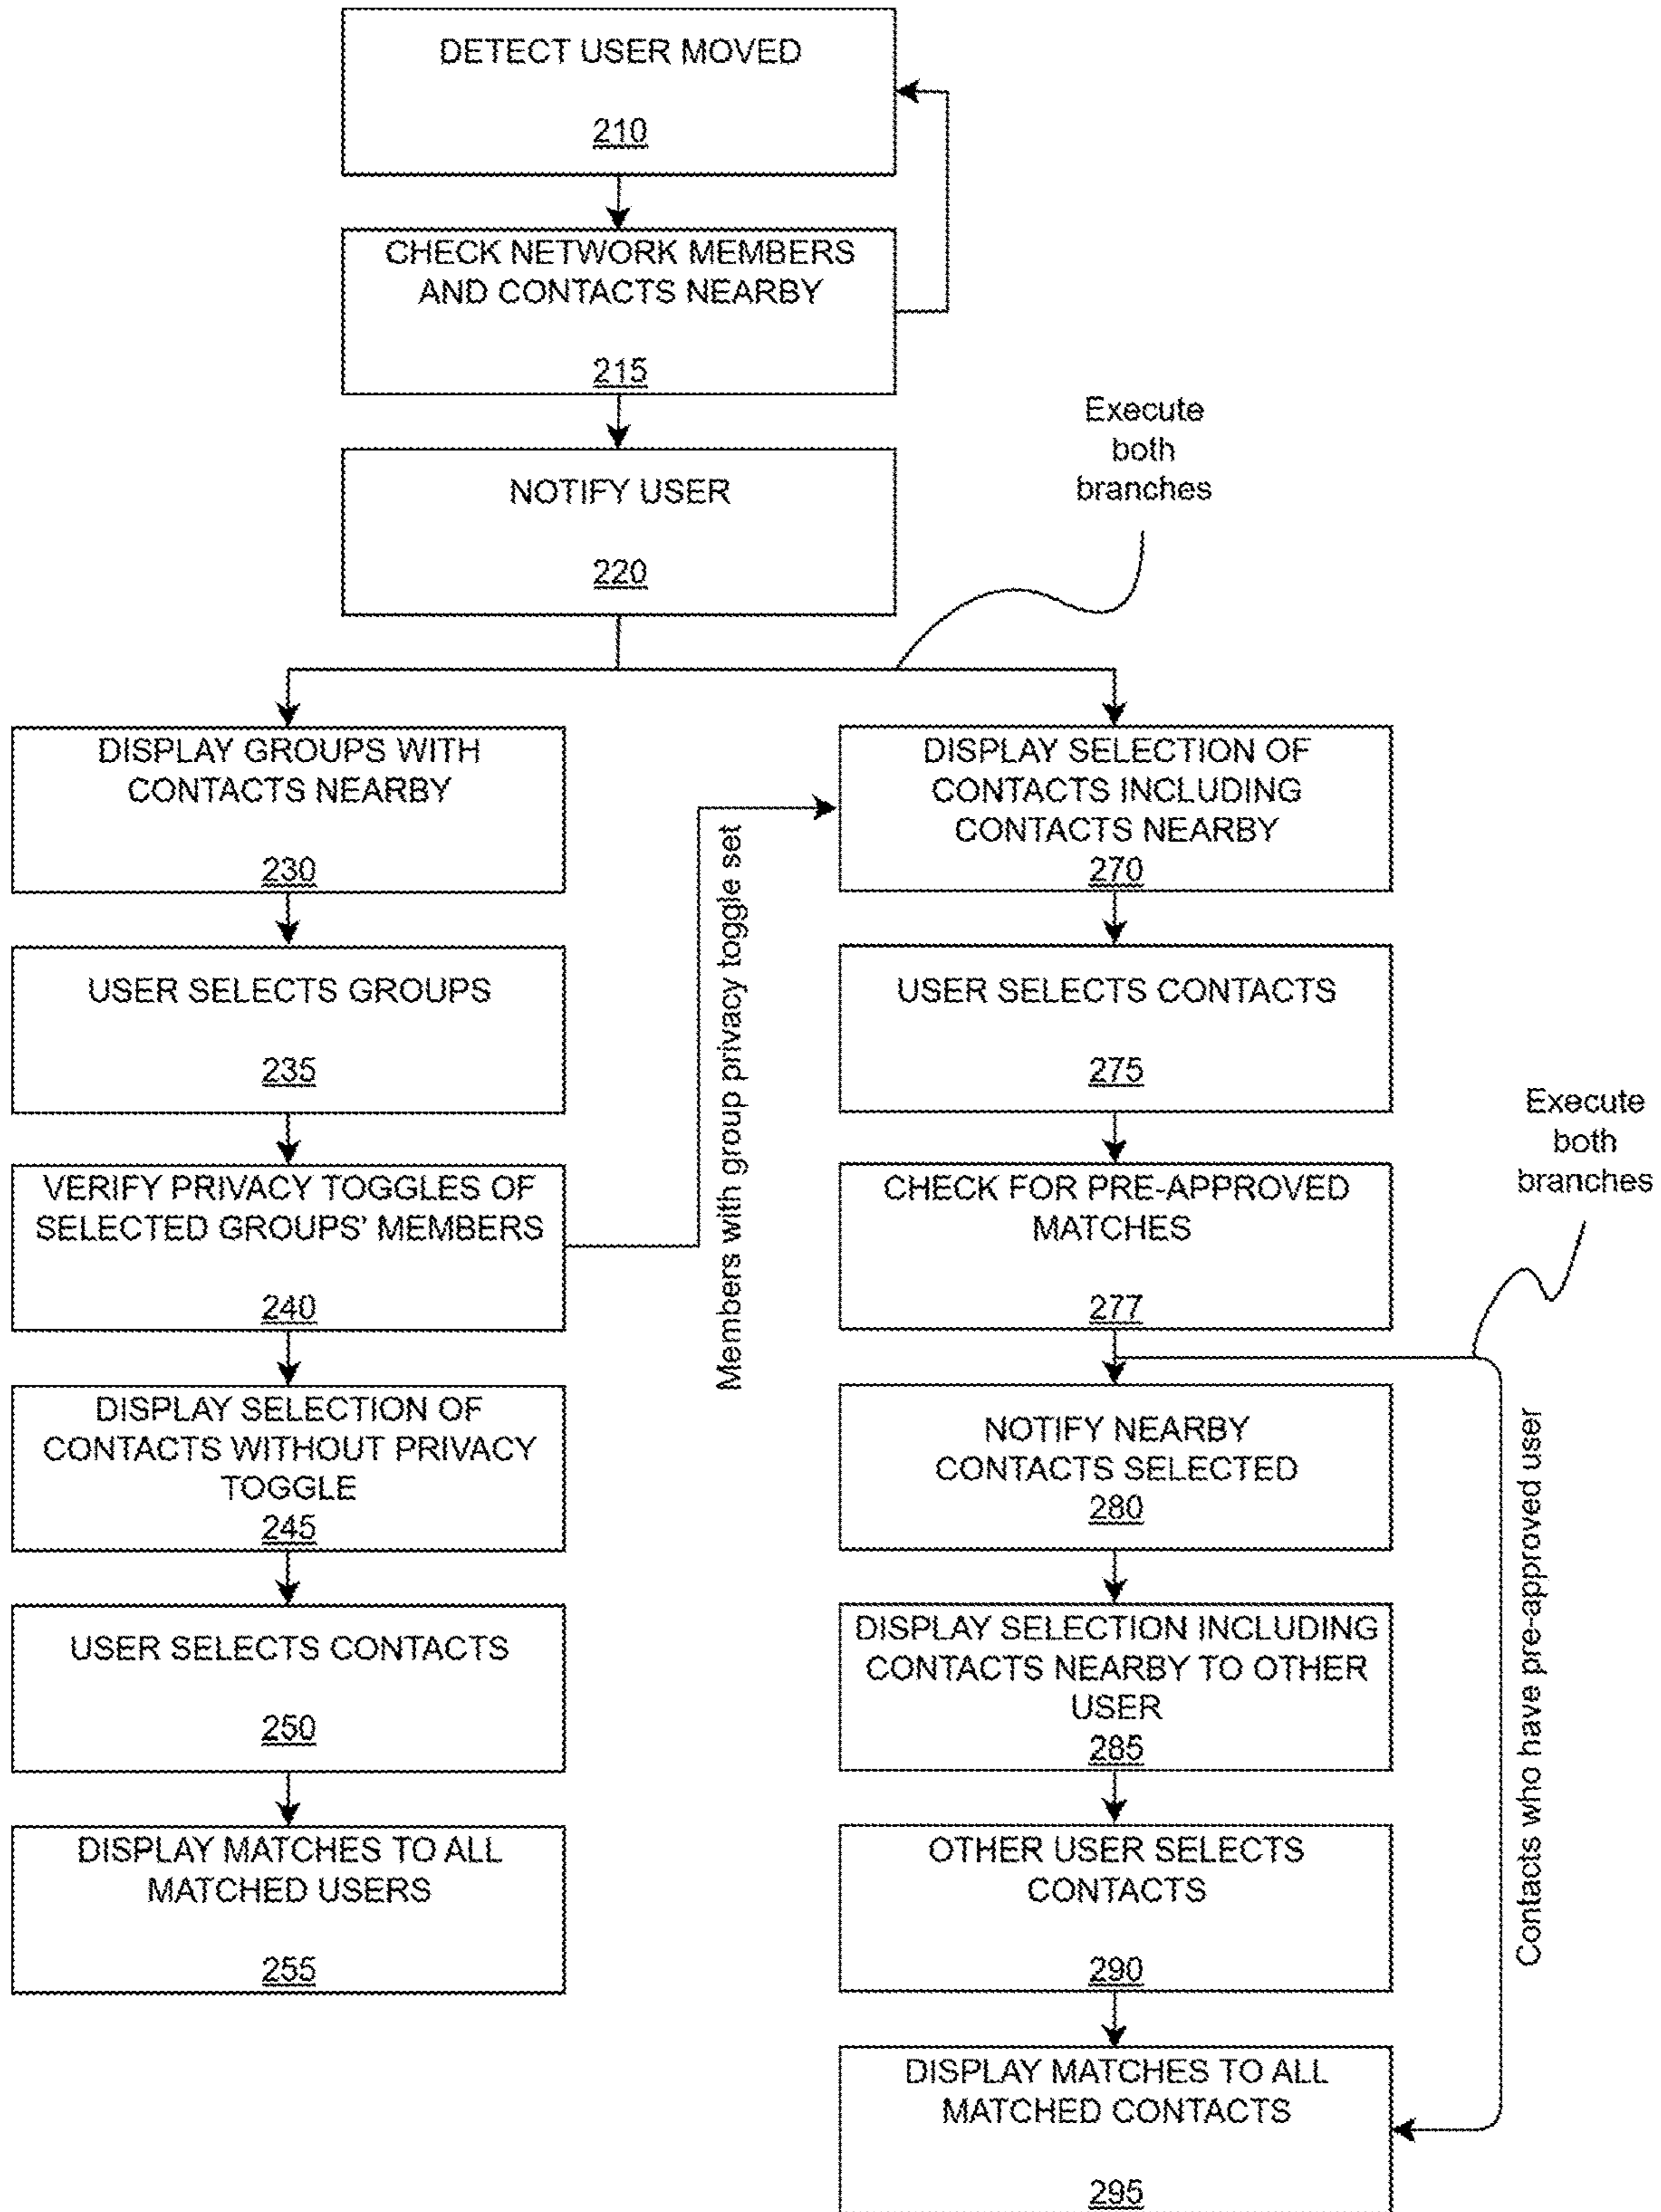 DETECT USER MOVED
210
CHECK NETWORK MEMBERS
AND CONTACTS NEARBY
215
NOTIFY USER
220
Execute
both
branches
DISPLAY GROUPS WITH
CONTACTS NEARBY
230
USER SELECTS GROUPS
235
VERIFY PRIVACY TOGGLES OF
SELECTED GROUPS' MEMBERS
240
DISPLAY SELECTION OF
CONTACTS WITHOUT PRIVACY
TOGGLE
245
USER SELECTS CONTACTS
250
DISPLAY MATCHES TO ALL
MATCHED USERS
255
Members with group privacy toggle set
DISPLAY SELECTION OF
CONTACTS INCLUDING
CONTACTS NEARBY
270
USER SELECTS CONTACTS
275
CHECK FOR PRE-APPROVED
MATCHES
277
Execute
both
branches
NOTIFY NEARBY
CONTACTS SELECTED
280
DISPLAY SELECTION INCLUDING
CONTACTS NEARBY TO OTHER
USER
285
OTHER USER SELECTS
CONTACTS
290
DISPLAY MATCHES TO ALL
MATCHED CONTACTS
295
Contacts who have pre-approved user